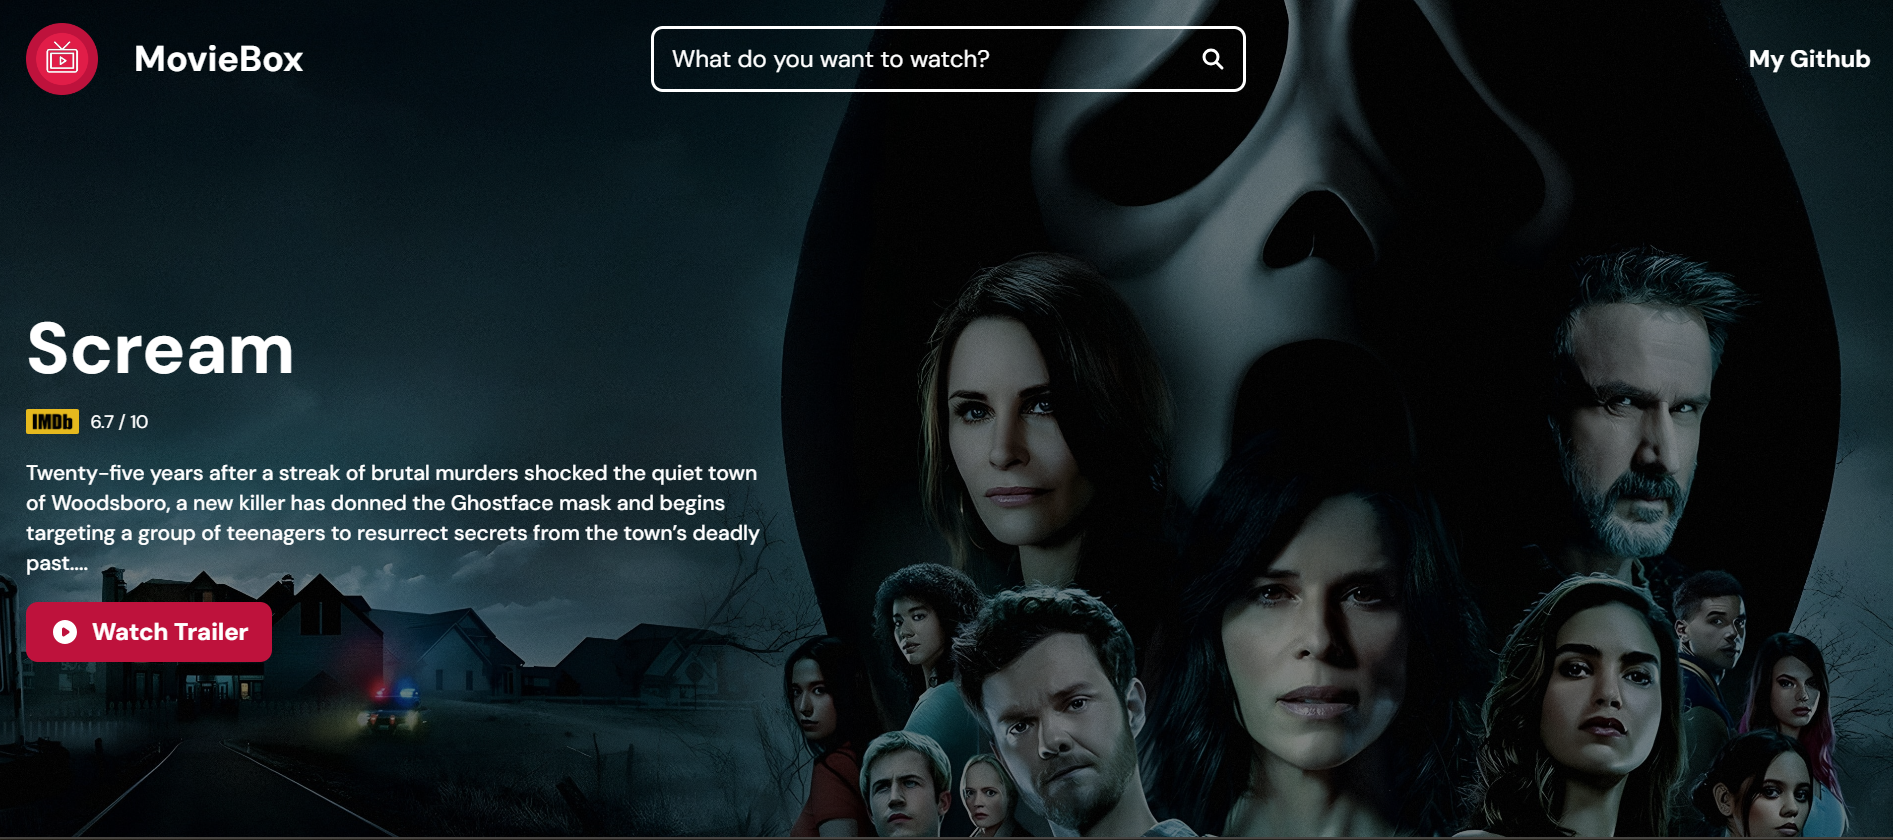 MovieBox
What do you want to watch?
My Github
Scream
IMDb 6.7 / 10
Twenty-five years after a streak of brutal murders shocked the quiet town
of Woodsboro, a new killer has donned the Ghostface mask and begins
targeting a group of teenagers to resurrect secrets from the town’s deadly
past....
Watch Trailer